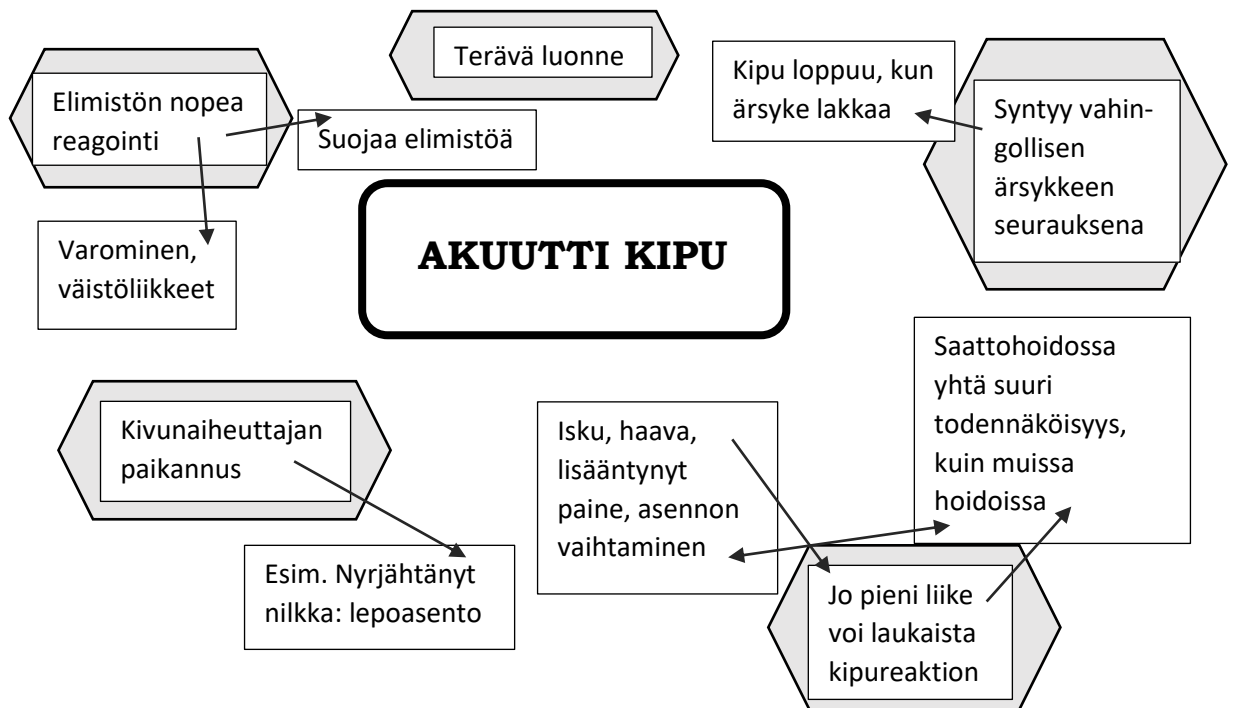 Terävä luonne
Elimistön nopea
reagointi
Suojaa elimistöä
Varominen,
väistöliikkeet
Kipu loppuu, kun
ärsyke lakkaa
Syntyy vahin-
gollisen
ärsykkeen
seurauksena
AKUUTTI KIPU
Kivunaiheuttajan
paikannus
Esim. Nyrjähtänyt
nilkka: lepoasento
Isku, haava,
lisääntynyt
paine, asennon
vaihtaminen
Saattohoidossa
yhtä suuri
todennäköisyys,
kuin muissa
hoidoissa
Jo pieni liike
voi laukaista
kipureaktion